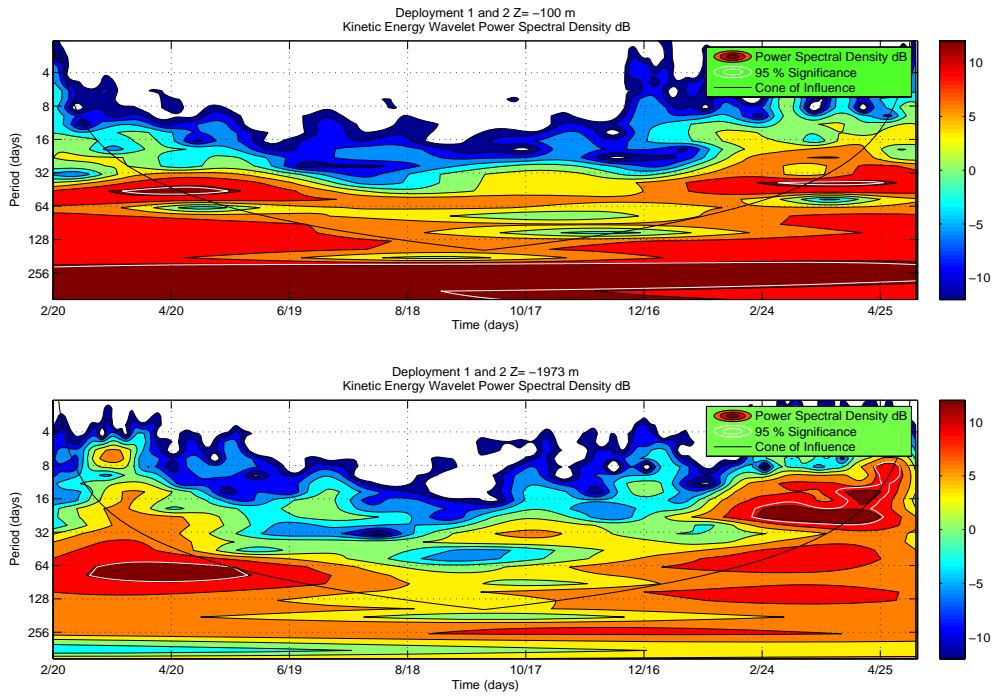 Deployment 1 and 2 Z= −100 m
Kinetic Energy Wavelet Power Spectral Density dB
Power Spectral Density dB
95 % Significance
Cone of Influence
Period (days)
4
8
16
32
64
128
256
2/20 4/20 6/19 8/18 10/17 12/16 2/24 4/25
Time (days)
10
5
0
−5
−10
Deployment 1 and 2 Z= −1973 m
Kinetic Energy Wavelet Power Spectral Density dB
Power Spectral Density dB
95 % Significance
Cone of Influence
Period (days)
4
8
16
32
64
128
256
2/20 4/20 6/19 8/18 10/17 12/16 2/24 4/25
Time (days)
10
5
0
−5
−10